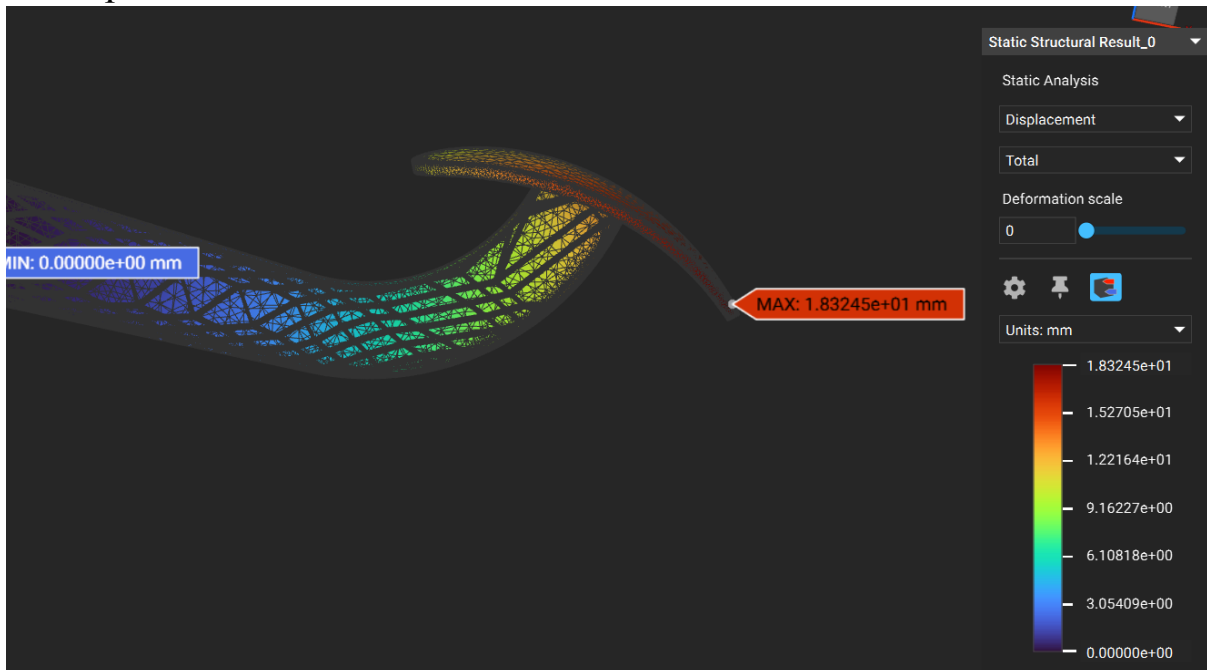 Static Structural Result_0
Static Analysis
Displacement
Total
Deformation scale
0
MIN: 0.00000e+00 mm
MAX: 1.83245e+01 mm
Units: mm
1.83245e+01
1.52705e+01
1.22164e+01
9.16227e+00
6.10818e+00
3.05409e+00
0.00000e+00